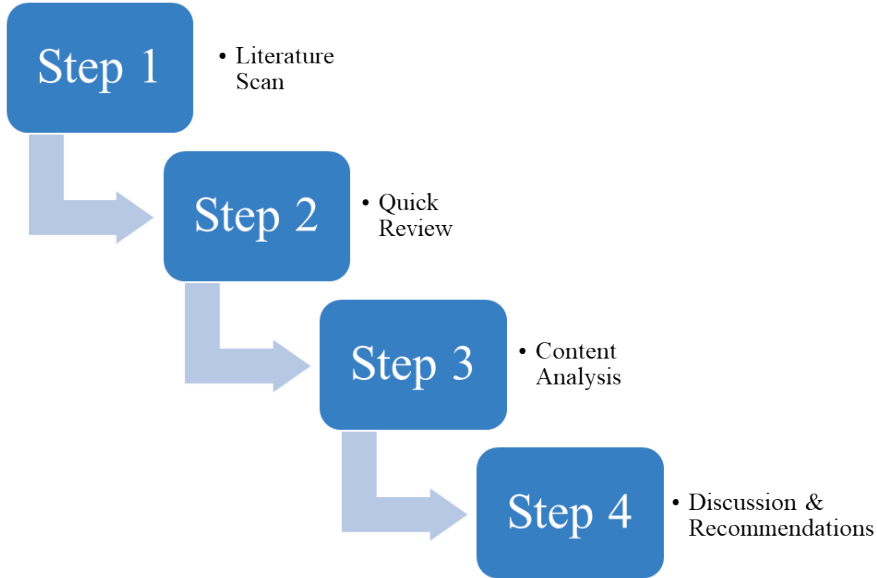 Step 1
• Literature
Scan
Step 2
• Quick
Review
Step 3
• Content
Analysis
Step 4
• Discussion &
Recommendations